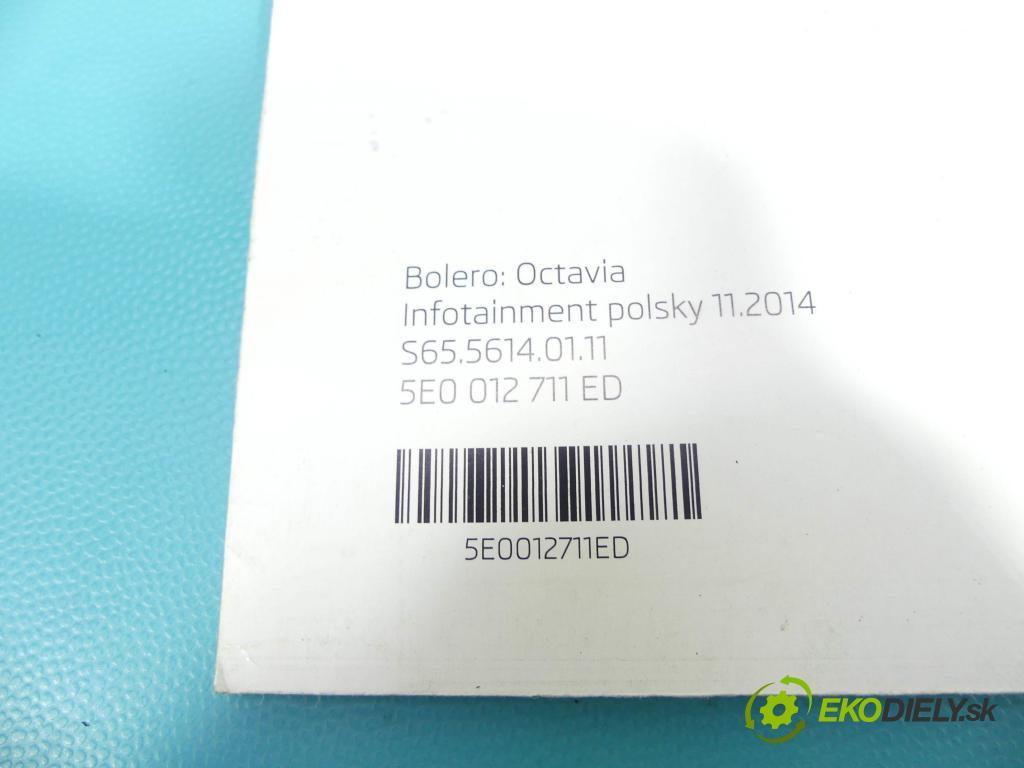 Bolero: Octavia
Infotainment polsky 11.2014
S65.5614.01.11
5E0 012 711 ED
5E0012711ED
EKODIELY.sk